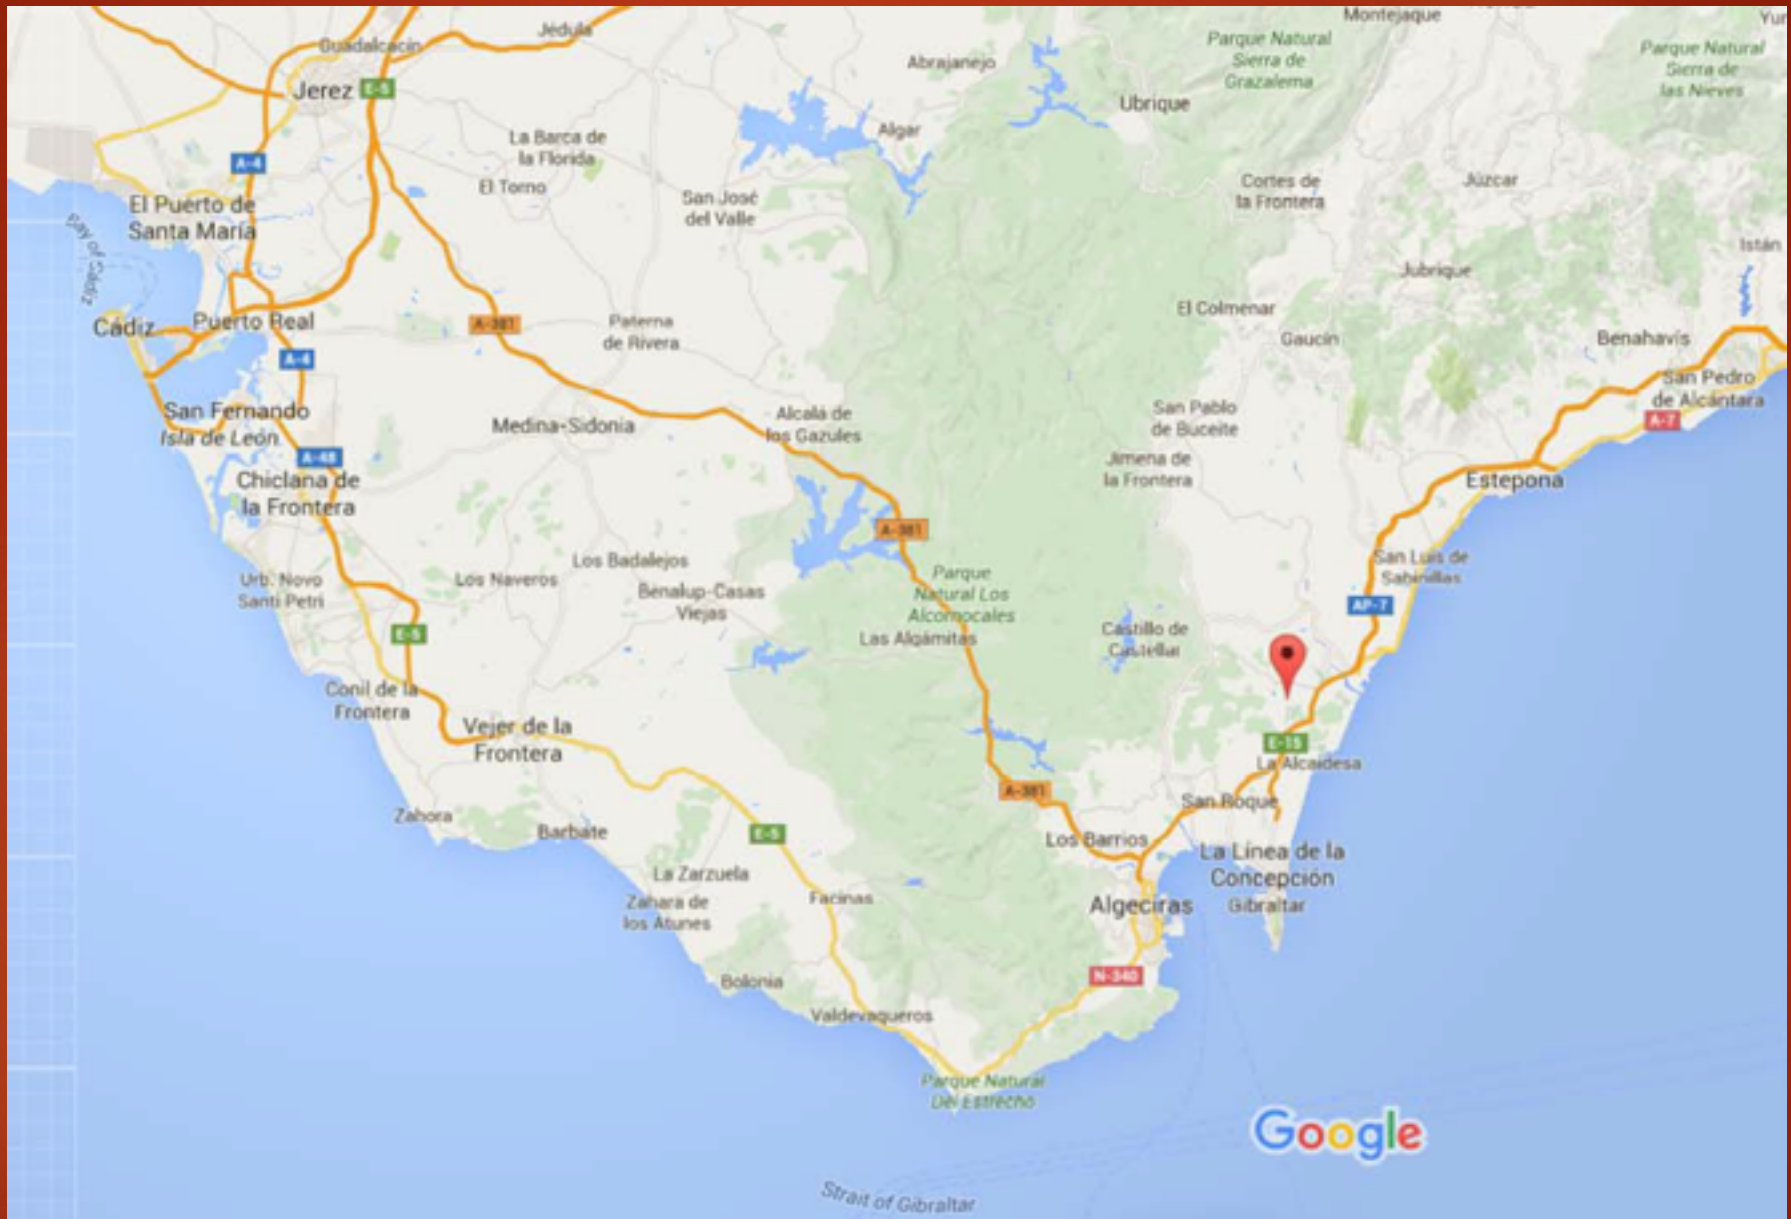 Montejaque
Jédula
Parque Natural
Sierra de
Grazalema
Parque Natural
Sierra de
las Nieves
Guadalcacín
Abrajanejo
Jerez
E-5
Ubrique
Algar
La Barca de
la Florida
A-4
El Torno
Cortes de
la Frontera
Júzcar
San José
del Valle
El Puerto de
Santa María
Bay of Cádiz
Istán
Jubrique
El Colmenar
Cádiz
Puerto Real
A-381
Paterna
de Rivera
Gaucín
Benahavís
A-4
San Pedro
de Alcántara
San Fernando
Isla de León
Medina-Sidonia
Alcalá de
los Gazules
San Pablo
de Buceite
A-7
A-48
Chiclana de
la Frontera
Jimena de
la Frontera
Estepona
A-381
Los Badalejos
San Luis de
Sabinillas
Urb. Novo
Santi Petri
Los Naveros
Benalup-Casas
Viejas
Parque
Natural Los
Alcornocales
AP-7
E-5
Las Algámitas
Castillo de
Castellar
Conil de la
Frontera
Vejer de la
Frontera
E-15
La Alcaidesa
A-381
San Roque
Zahora
Barbate
E-5
Los Barrios
La Línea de la
Concepción
La Zarzuela
Zahara de
los Atunes
Facinas
Algeciras
Gibraltar
Bolonia
N-340
Valdevaqueros
Parque Natural
Del Estrecho
Google
Strait of Gibraltar